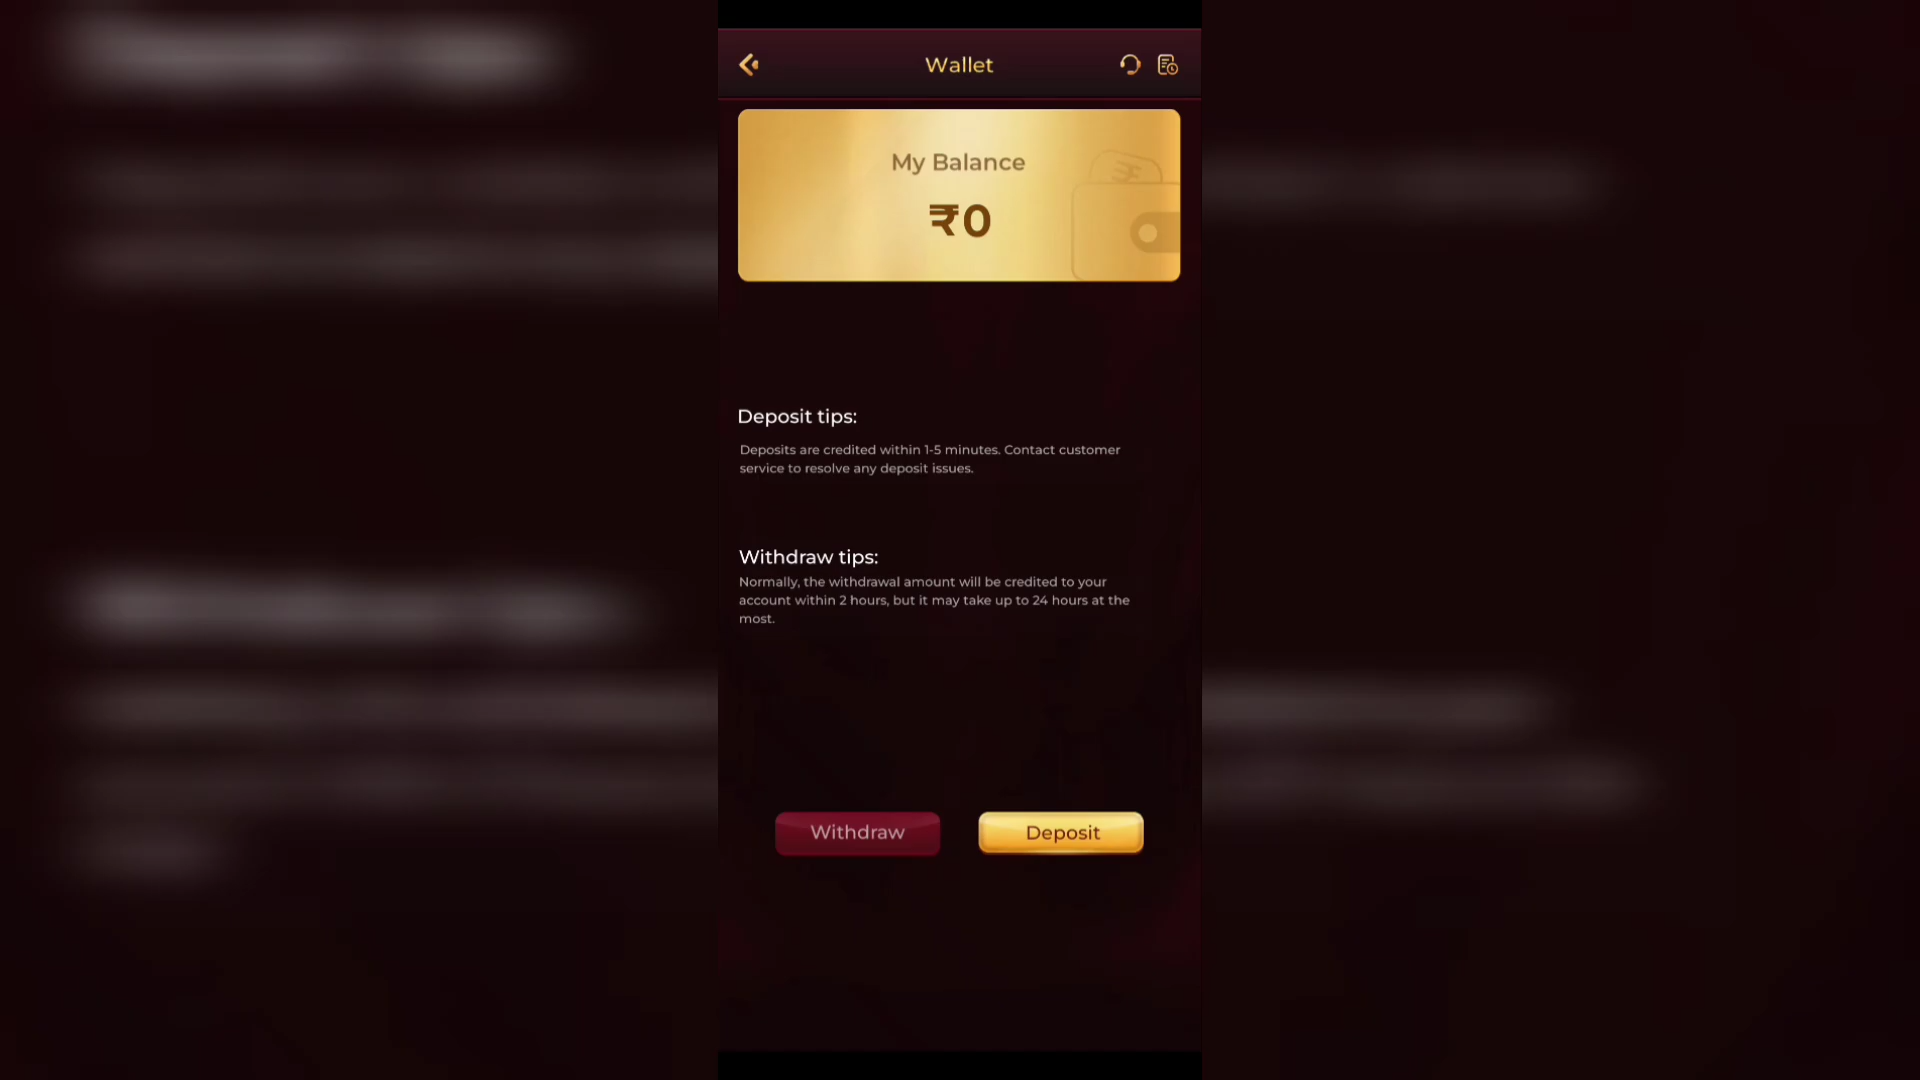 Wallet
My Balance
₹0
Deposit tips:
Deposits are credited within 1-5 minutes. Contact customer
service to resolve any deposit issues.
Withdraw tips:
Normally, the withdrawal amount will be credited to your
account within 2 hours, but it may take up to 24 hours at the
most.
Withdraw
Deposit